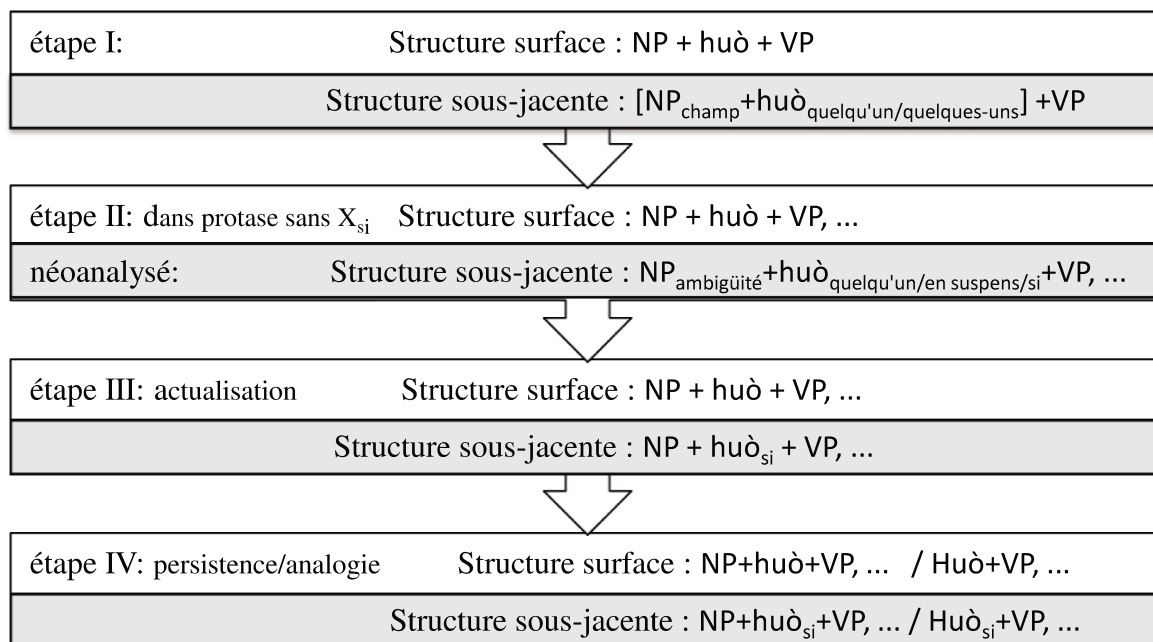 étape I: Structure surface : NP + huò + VP
Structure sous-jacente : [NPchamp+huòquelqu'un/quelques-uns] +VP
étape II: dans protase sans Xsi Structure surface : NP + huò + VP, ...
néoanalysé: Structure sous-jacente : NPambigüité+huòquelqu'un/en suspens/si+VP, ...
étape III: actualisation Structure surface : NP + huò + VP, ...
Structure sous-jacente : NP + huòsi + VP, ...
étape IV: persistence/analogie Structure surface : NP+huò+VP, ... / Huò+VP, ...
Structure sous-jacente : NP+huòsi+VP, ... / Huòsi+VP, ...